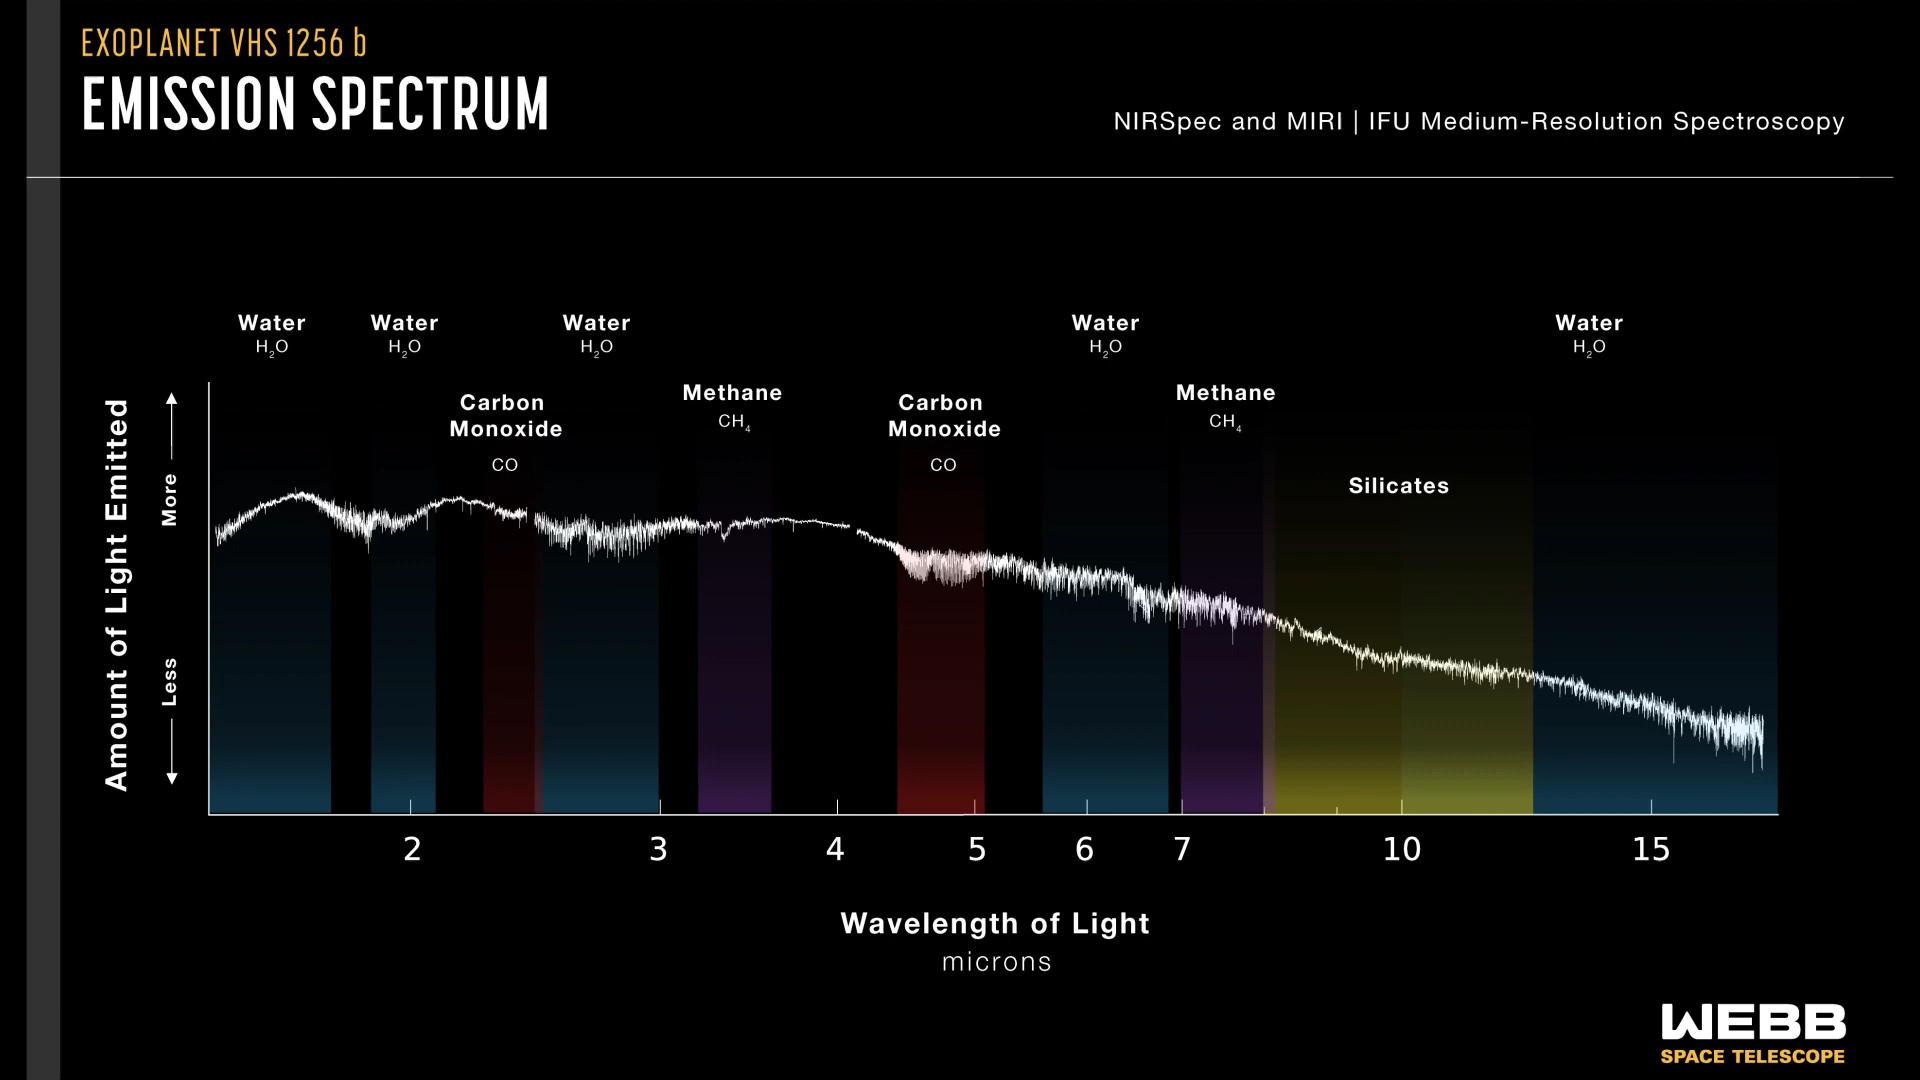 EXOPLANET VHS 1256 b
EMISSION SPECTRUM
NIRSpec and MIRI | IFU Medium-Resolution Spectroscopy
Water
H₂O
Water
H₂O
Water
H₂O
Water
H₂O
Water
H₂O
Carbon
Monoxide
CO
Methane
CH₄
Carbon
Monoxide
CO
Methane
CH₄
Silicates
Amount of Light Emitted
More
Less
2 3 4 5 6 7 10 15
Wavelength of Light
microns
WEBB
SPACE TELESCOPE